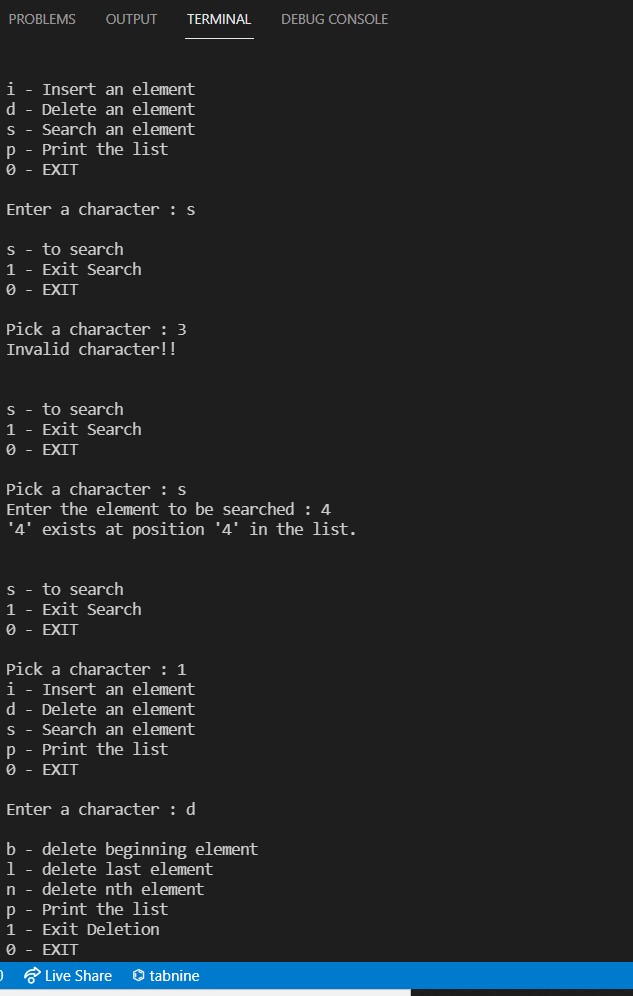 PROBLEMS OUTPUT TERMINAL DEBUG CONSOLE
i - Insert an element
d - Delete an element
s - Search an element
p - Print the list
0 - EXIT
Enter a character : s
s - to search
1 - Exit Search
0 - EXIT
Pick a character : 3
Invalid character!!
s - to search
1 - Exit Search
0 - EXIT
Pick a character : s
Enter the element to be searched : 4
'4' exists at position '4' in the list.
s - to search
1 - Exit Search
0 - EXIT
Pick a character : 1
i - Insert an element
d - Delete an element
s - Search an element
p - Print the list
0 - EXIT
Enter a character : d
b - delete beginning element
l - delete last element
n - delete nth element
p - Print the list
1 - Exit Deletion
0 - EXIT
Live Share tabnine